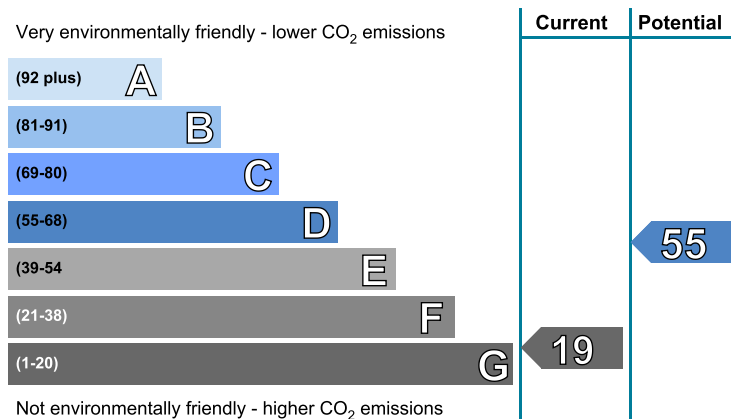 Current Potential
Very environmentally friendly - lower CO2 emissions
(92 plus) A
(81-91) B
(69-80) C
(55-68) D
55
(39-54 E
(21-38) F
19
(1-20) G
Not environmentally friendly - higher CO2 emissions